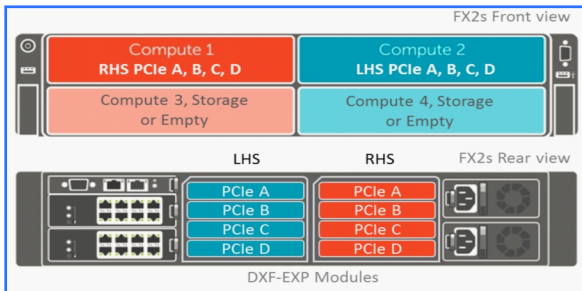 FX2s Front view
Compute 1
RHS PCIe A, B, C, D
Compute 2
LHS PCIe A, B, C, D
Compute 3, Storage
or Empty
Compute 4, Storage
or Empty
LHS
RHS
FX2s Rear view
PCIe A
PCIe B
PCIe C
PCIe D
PCIe A
PCIe B
PCIe C
PCIe D
DXF-EXP Modules